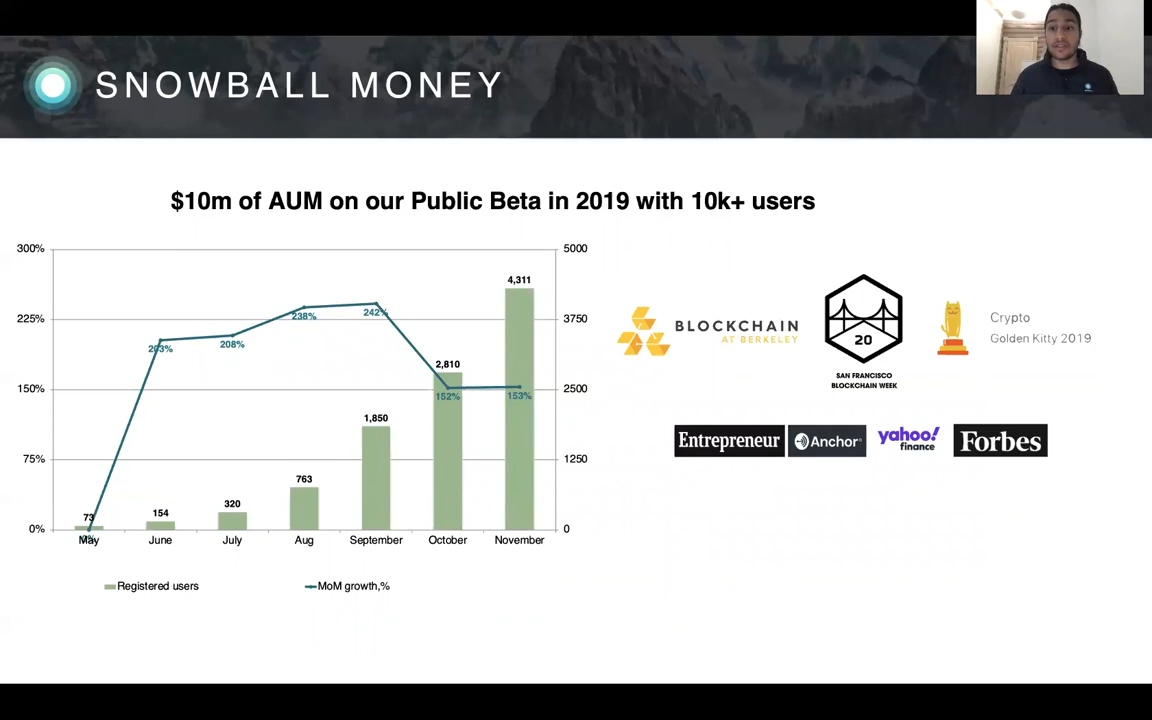 SNOWBALL MONEY
$10m of AUM on our Public Beta in 2019 with 10k+ users
300%
225%
150%
75%
0%
5000
3750
2500
1250
0
73
154
320
763
1,850
2,810
4,311
203%
208%
238%
242%
152%
153%
May
June
July
Aug
September
October
November
Registered users
MoM growth,%
BLOCKCHAIN
AT BERKELEY
20
SAN FRANCISCO
BLOCKCHAIN WEEK
Crypto
Golden Kitty 2019
Entrepreneur
Anchor
yahoo!
finance
Forbes